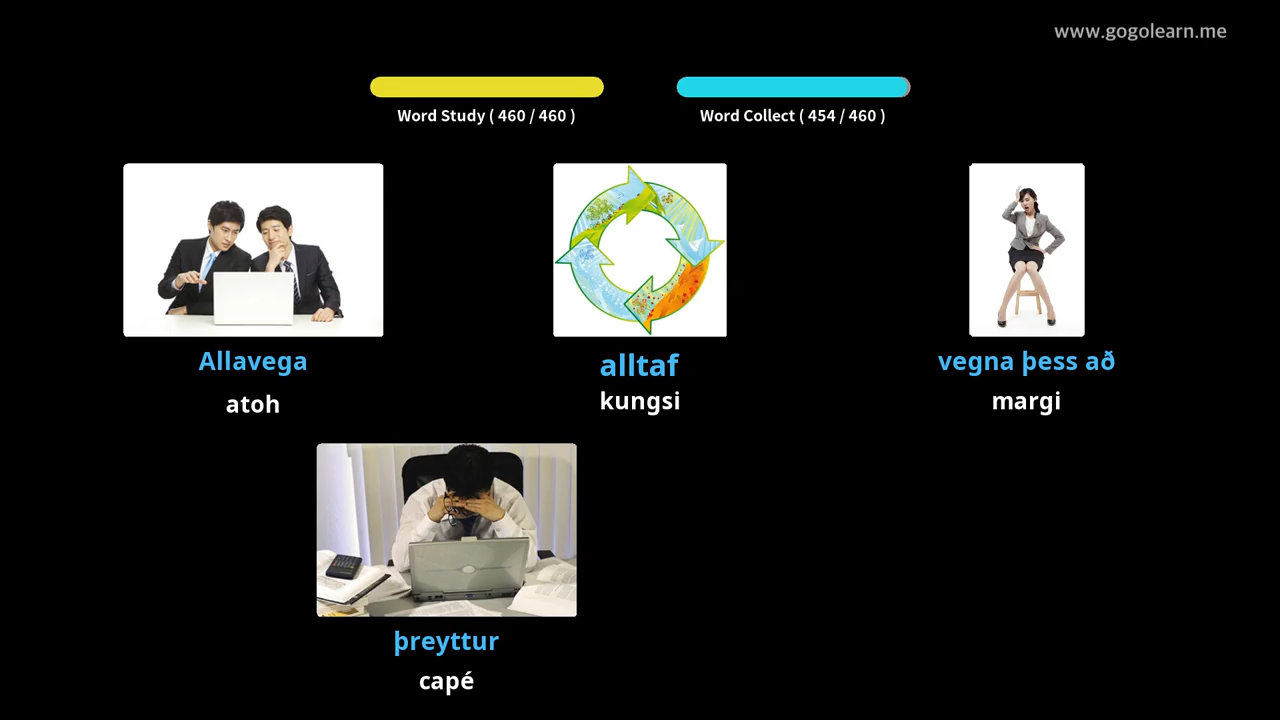 www.gogolearn.me
Word Study ( 460 / 460 )
Word Collect ( 454 / 460 )
Allavega
atoh
alltaf
kungsi
vegna þess að
margi
þreyttur
capé